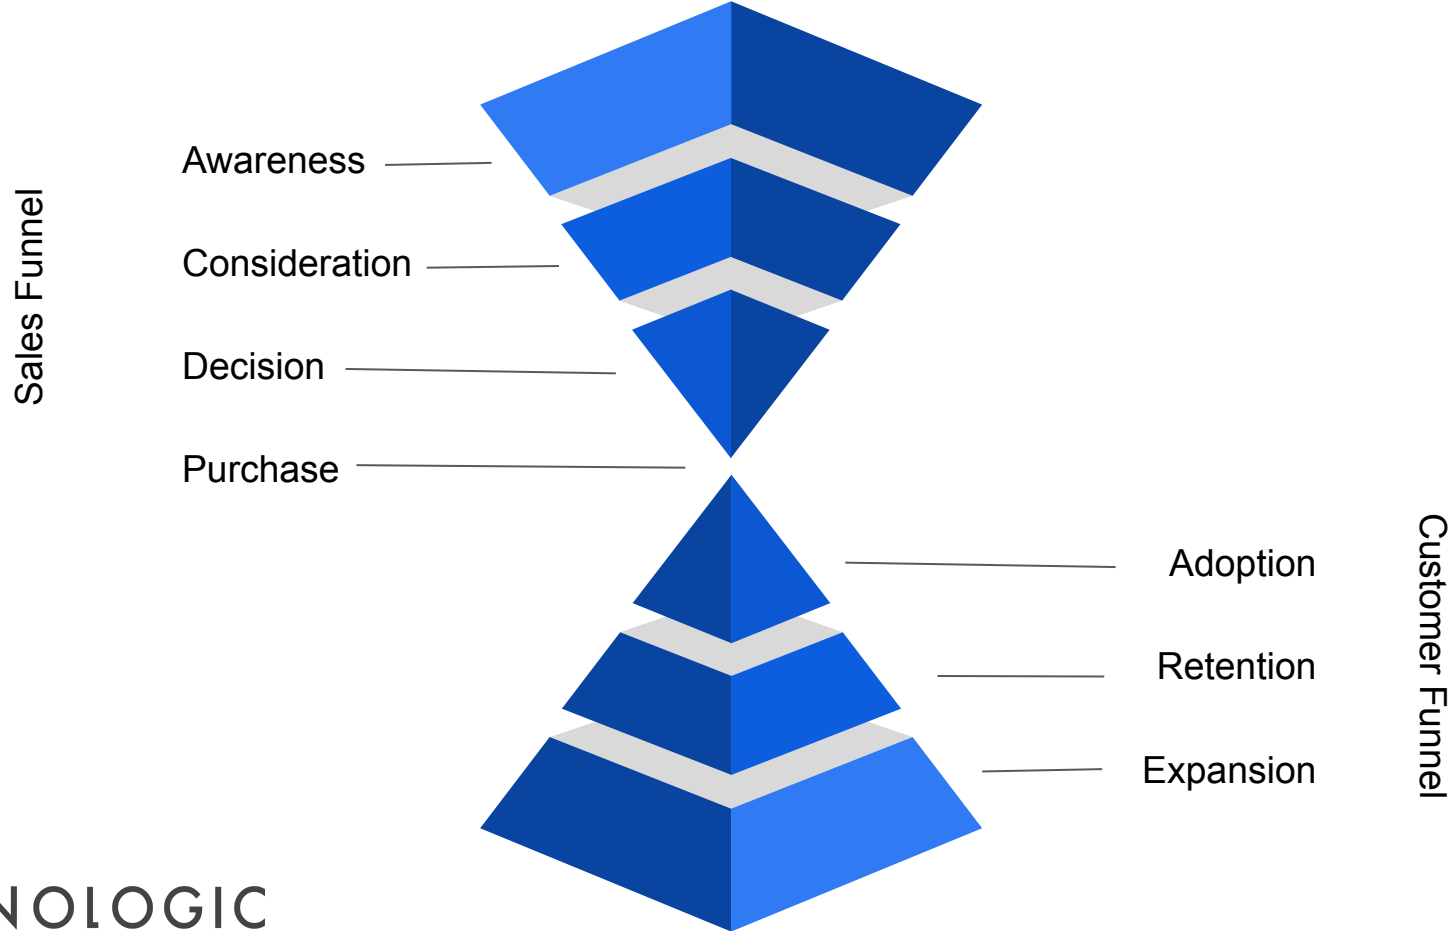 Sales Funnel
Awareness
Consideration
Decision
Purchase
Adoption
Retention
Expansion
Customer Funnel
NOLOGIC